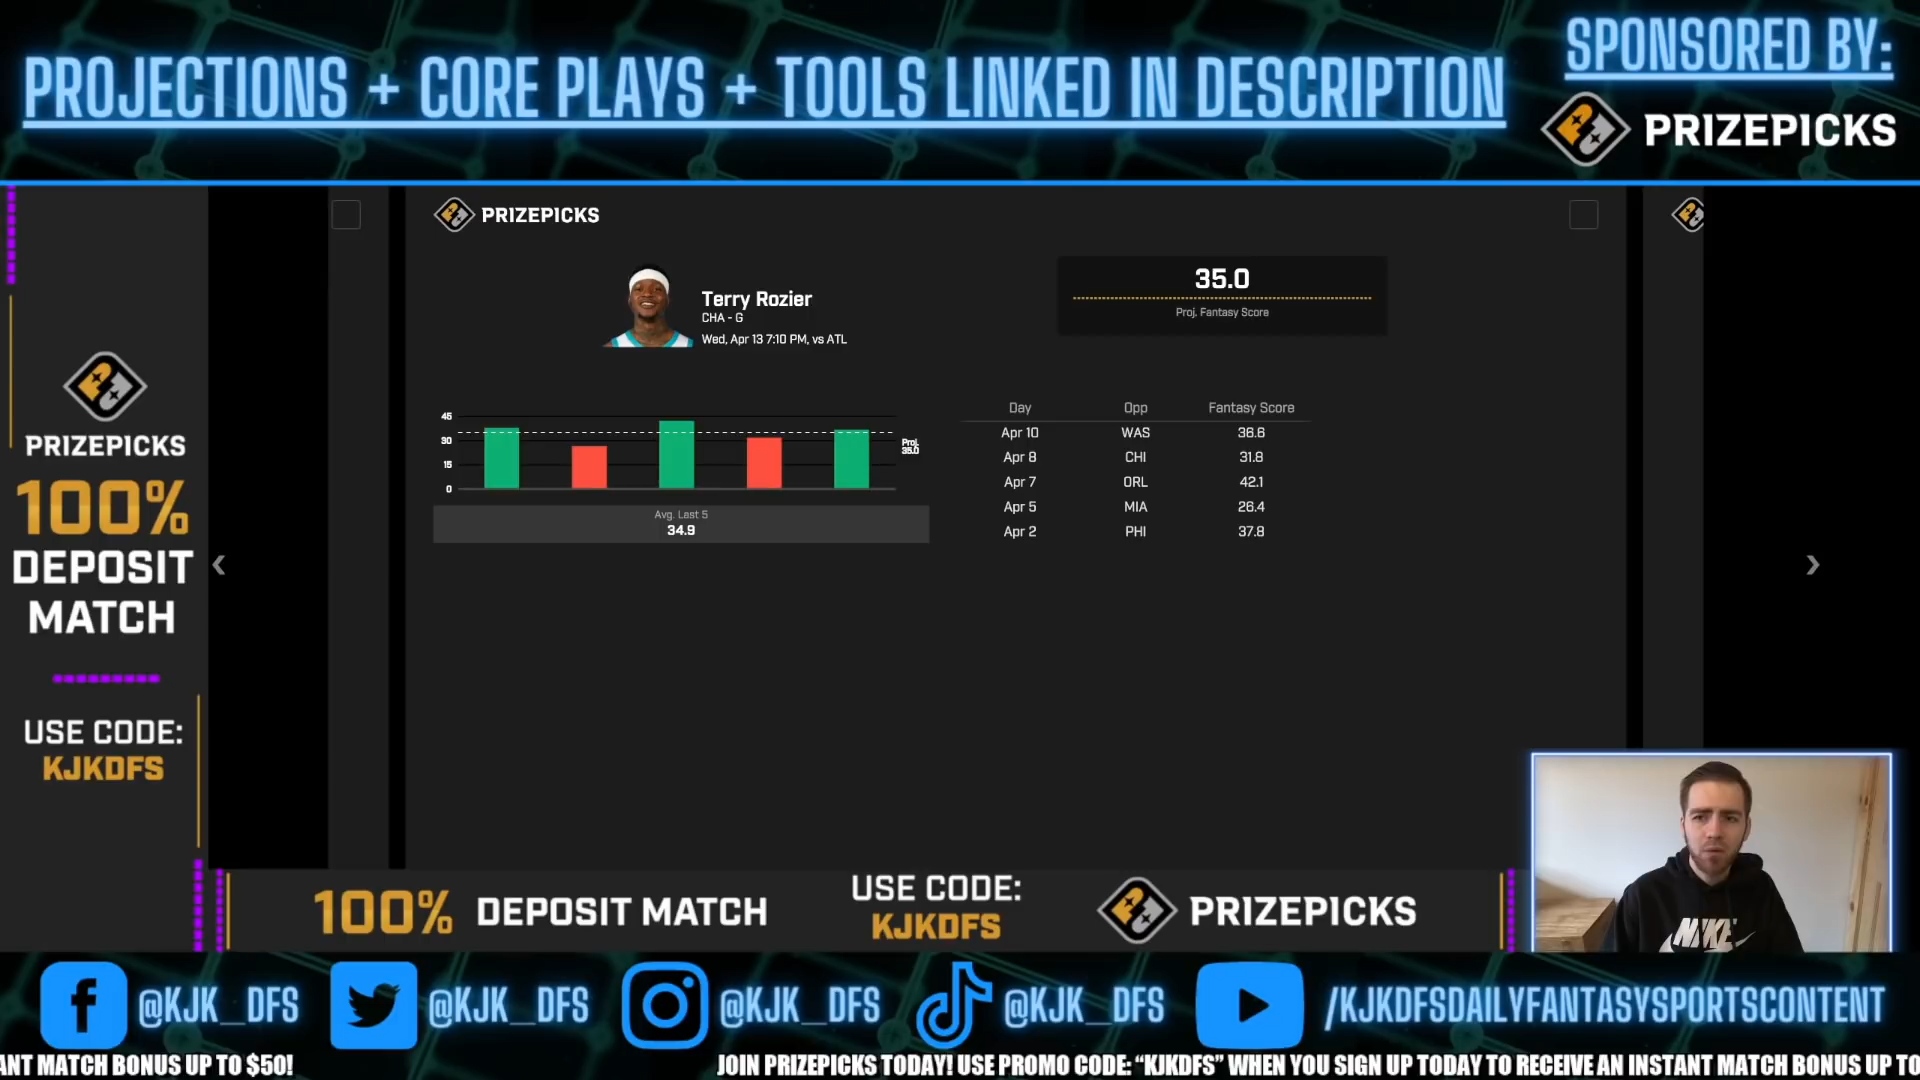 PROJECTIONS + CORE PLAYS + TOOLS LINKED IN DESCRIPTION
SPONSORED BY:
PRIZEPICKS
PRIZEPICKS
Terry Rozier
CHA - G
Wed, Apr 13 7:10 PM, vs ATL
35.0
Proj. Fantasy Score
45
30
15
0
Proj.
35.0
Avg. Last 5
34.9
Day Opp Fantasy Score
Apr 10 WAS 36.6
Apr 8 CHI 31.8
Apr 7 ORL 42.1
Apr 5 MIA 26.4
Apr 2 PHI 37.8
PRIZEPICKS
100%
DEPOSIT
MATCH
USE CODE:
KJKDFS
100% DEPOSIT MATCH
USE CODE:
KJKDFS
PRIZEPICKS
NIKE
@KJK_DFS @KJK_DFS @KJK_DFS @KJK_DFS /KJKDFSDAILYFANTASYSPORTSCONTENT
ANT MATCH BONUS UP TO $50! JOIN PRIZEPICKS TODAY! USE PROMO CODE: “KJKDFS” WHEN YOU SIGN UP TODAY TO RECEIVE AN INSTANT MATCH BONUS UP TO